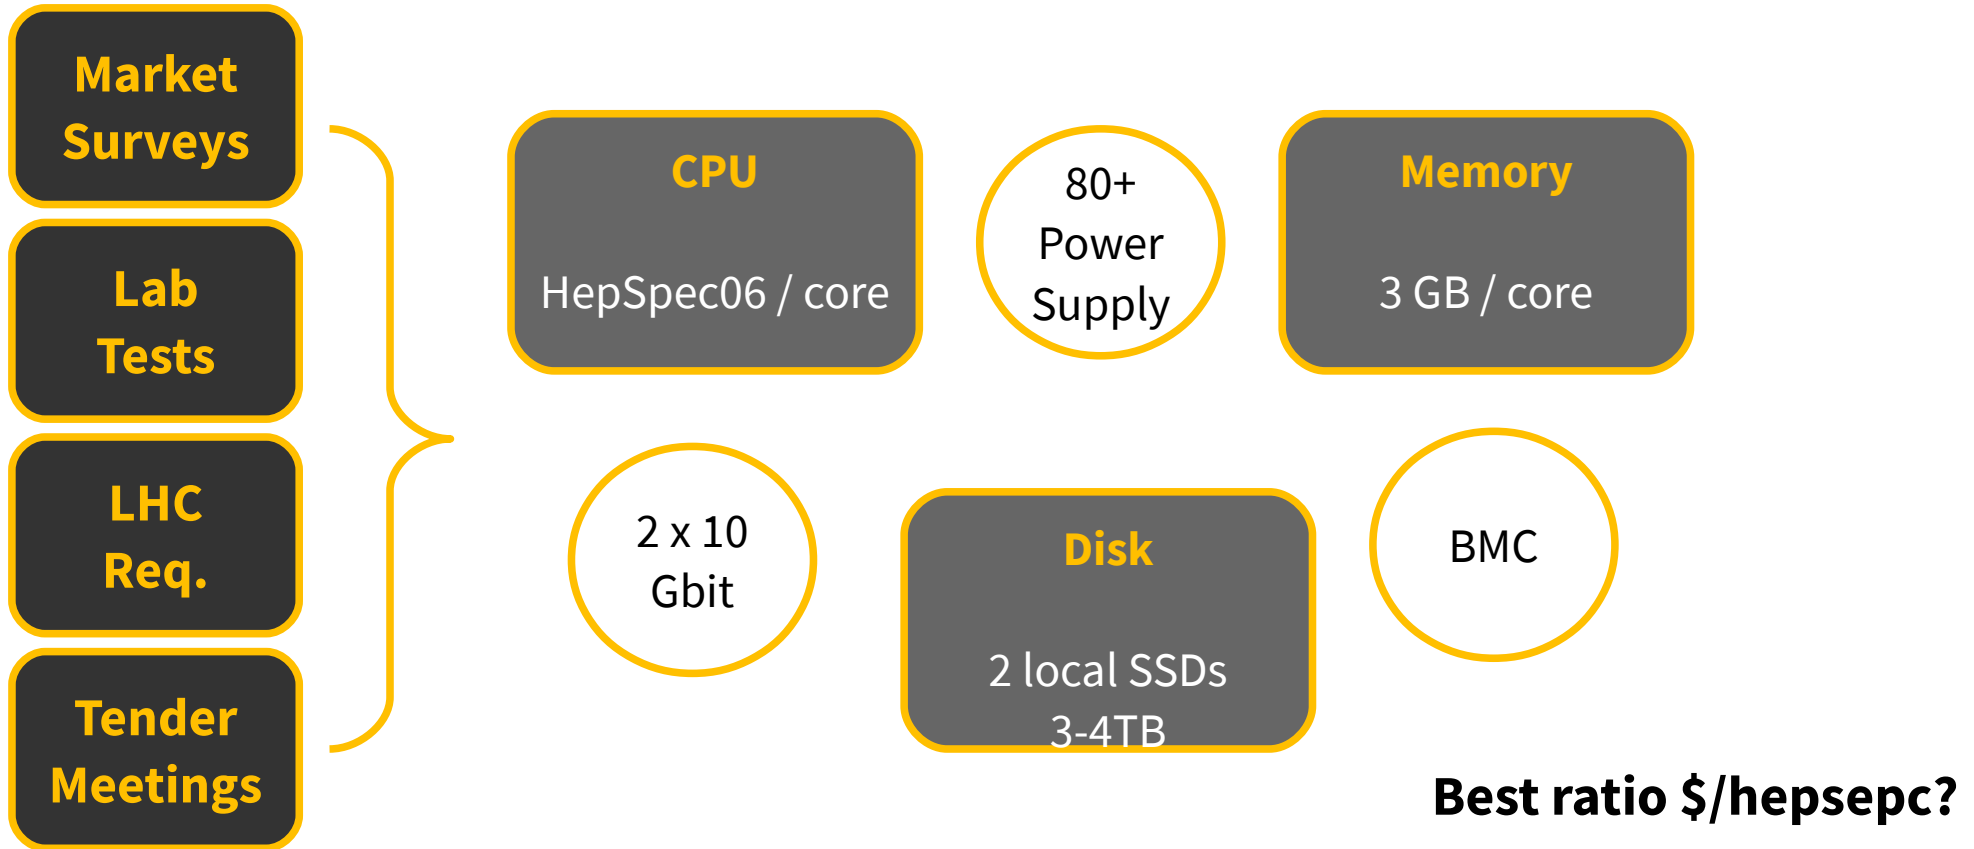 Market
Surveys
Lab
Tests
LHC
Req.
Tender
Meetings
CPU
HepSpec06 / core
80+
Power
Supply
Memory
3 GB / core
2 x 10
Gbit
Disk
2 local SSDs
3-4TB
BMC
Best ratio $/hepsepc?